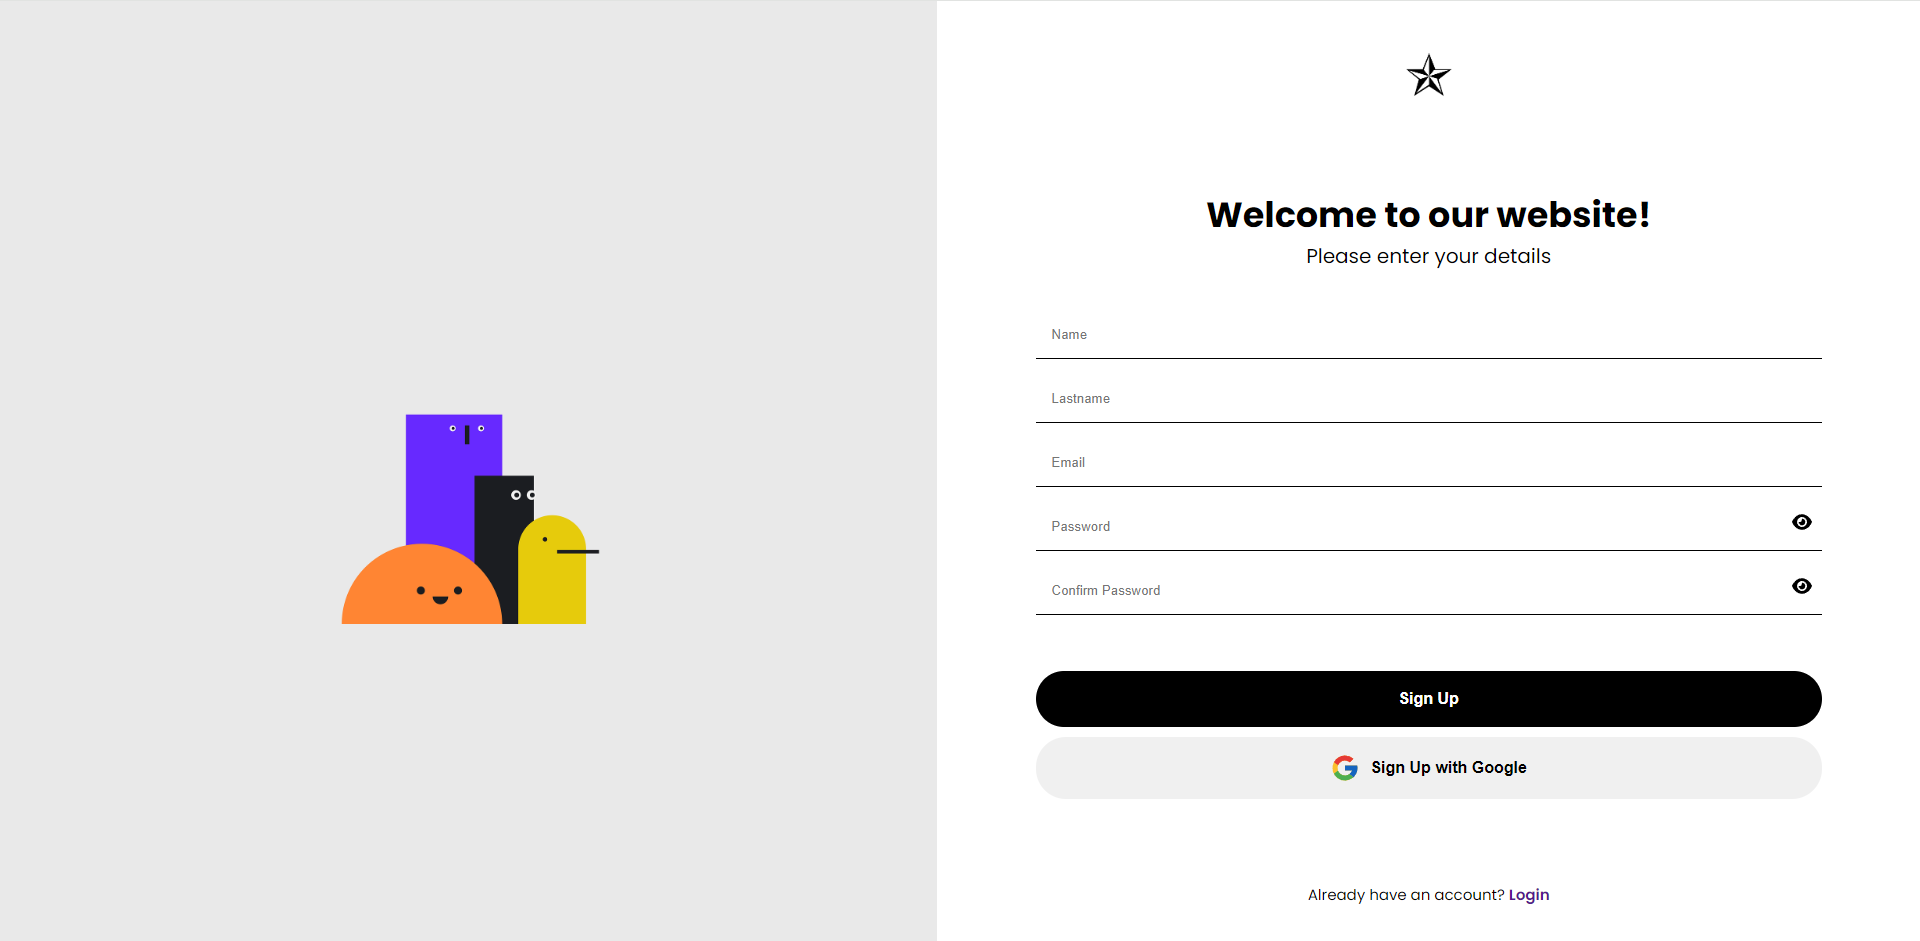 Welcome to our website!
Please enter your details
Name
Lastname
Email
Password
Confirm Password
Sign Up
Sign Up with Google
Already have an account? Login